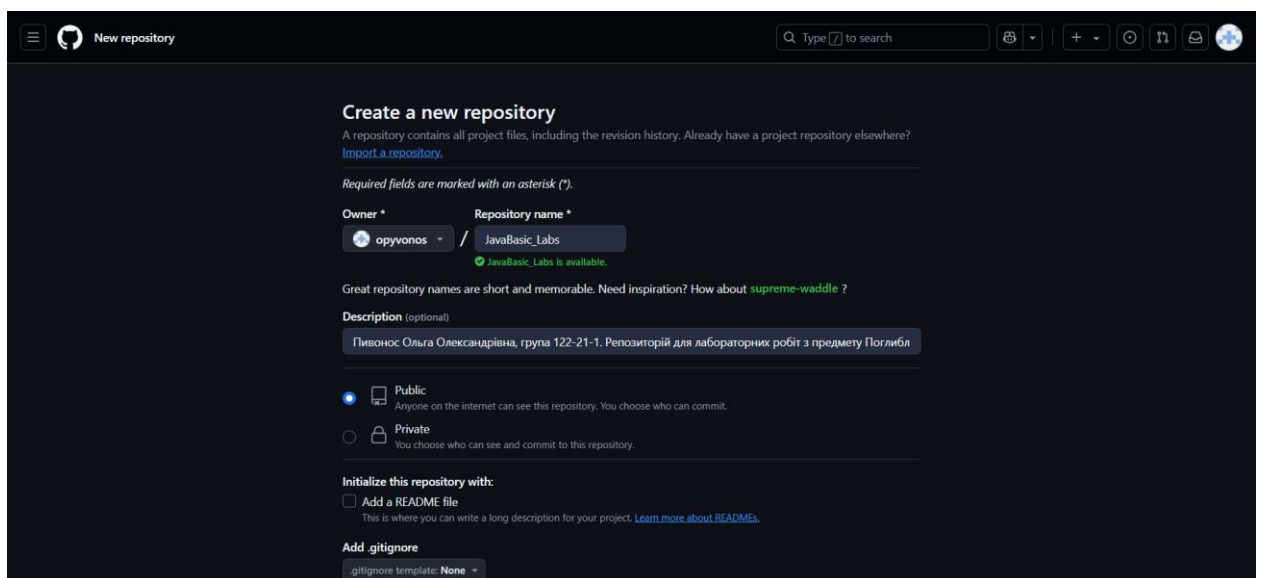 New repository
Type / to search
Create a new repository
A repository contains all project files, including the revision history. Already have a project repository elsewhere?
Import a repository.
Required fields are marked with an asterisk (*).
Owner * Repository name *
opyvonos / JavaBasic_Labs
JavaBasic_Labs is available.
Great repository names are short and memorable. Need inspiration? How about supreme-waddle ?
Description (optional)
Пивонос Ольга Олександрівна, група 122-21-1. Репозиторій для лабораторних робіт з предмету Поглибл
Public
Anyone on the internet can see this repository. You choose who can commit.
Private
You choose who can see and commit to this repository.
Initialize this repository with:
Add a README file
This is where you can write a long description for your project. Learn more about READMEs.
Add .gitignore
.gitignore template: None